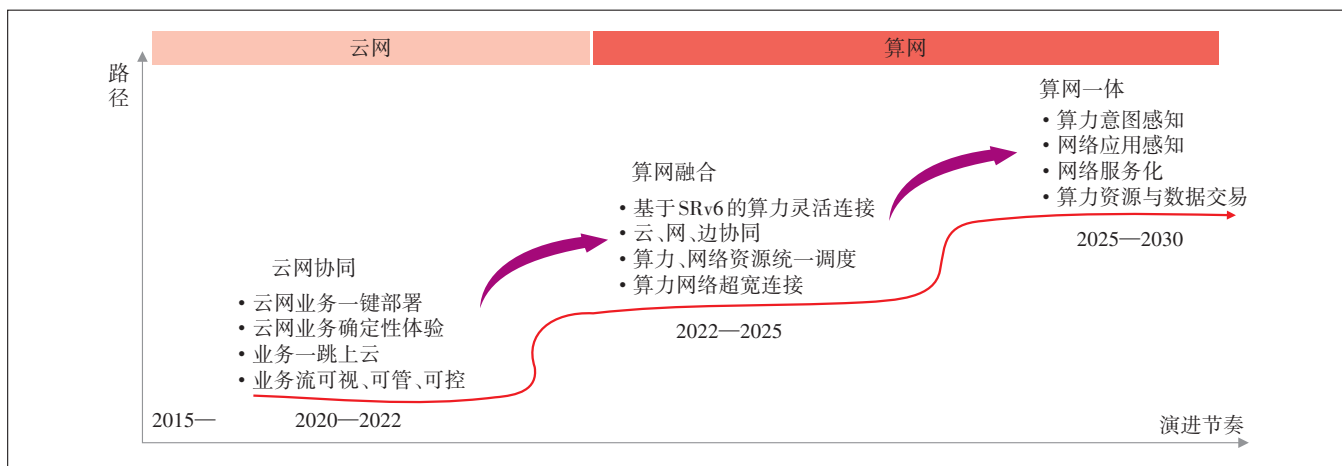 云网
算网
路径
算网一体
• 算力意图感知
• 网络应用感知
• 网络服务化
• 算力资源与数据交易
2025—2030
算网融合
• 基于SRv6的算力灵活连接
• 云、网、边协同
• 算力、网络资源统一调度
• 算力网络超宽连接
2022—2025
云网协同
• 云网业务一键部署
• 云网业务确定性体验
• 业务一跳上云
• 业务流可视、可管、可控
2015—
2020—2022
演进节奏